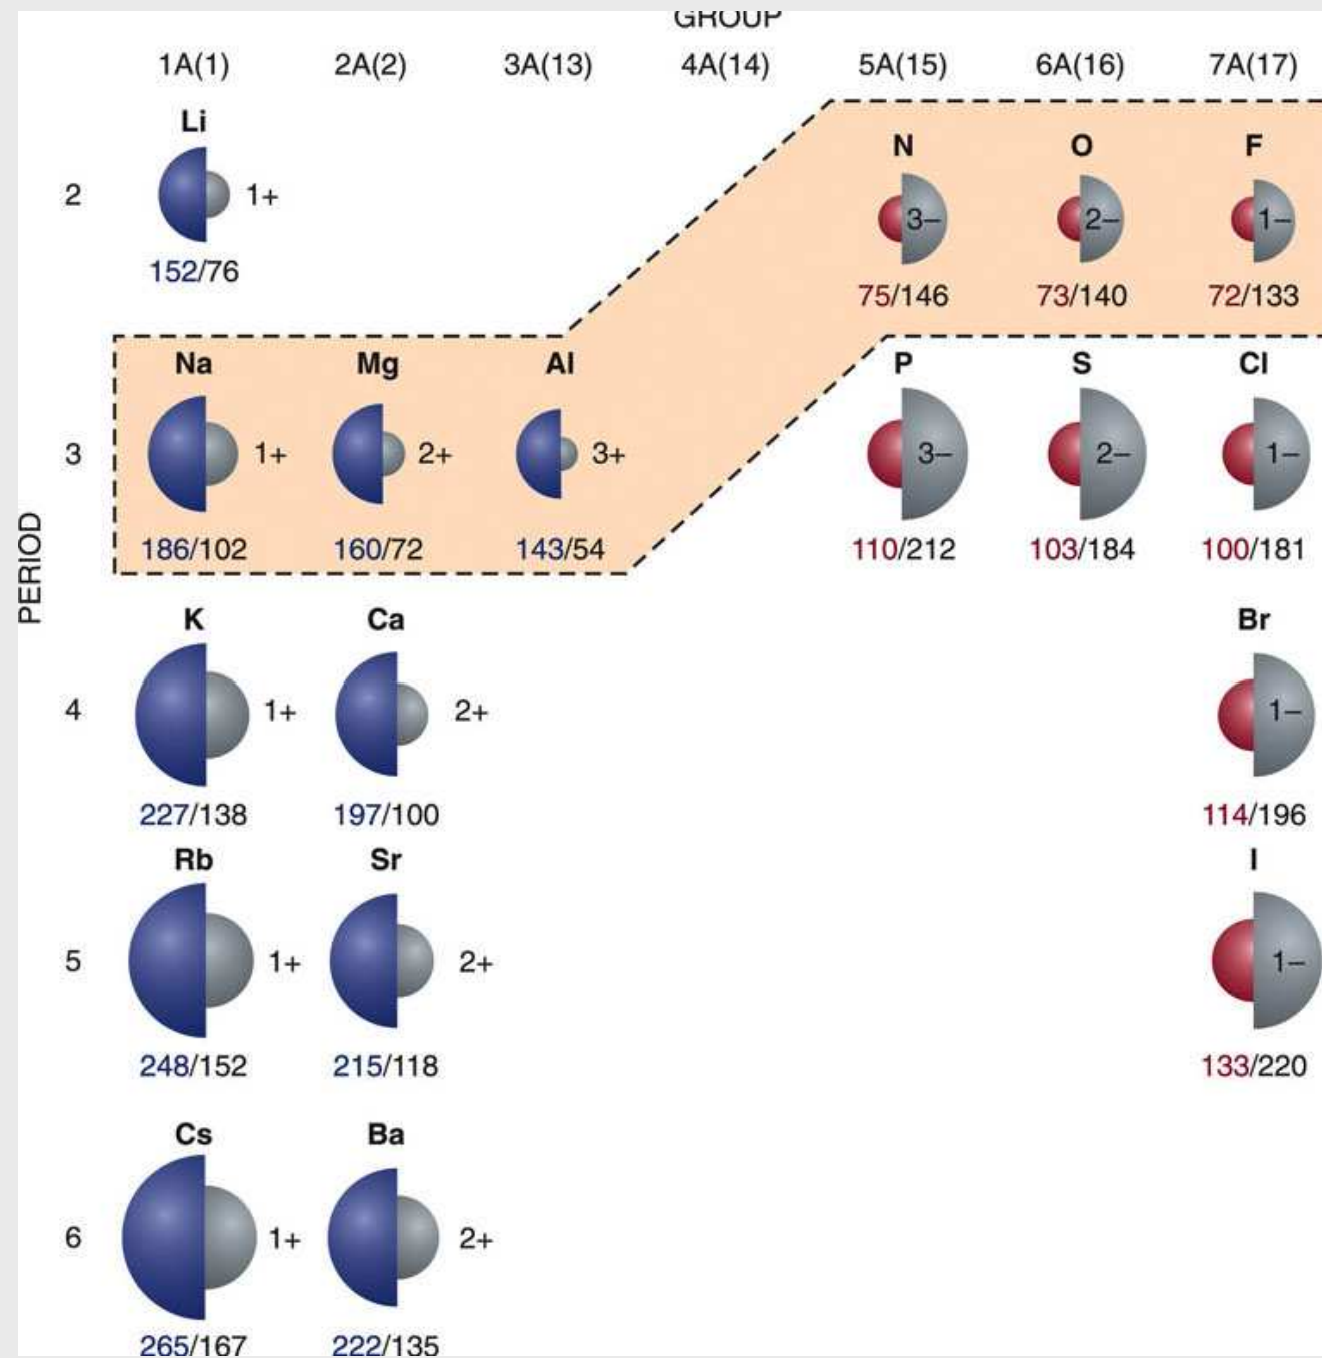 GROUP
1A(1) 2A(2) 3A(13) 4A(14) 5A(15) 6A(16) 7A(17)
Li N O F
2 1+ 3– 2– 1–
152/76 75/146 73/140 72/133
Na Mg Al P S Cl
3 1+ 2+ 3+ 3– 2– 1–
186/102 160/72 143/54 110/212 103/184 100/181
PERIOD
K Ca Br
4 1+ 2+ 1–
227/138 197/100 114/196
Rb Sr I
5 1+ 2+ 1–
248/152 215/118 133/220
Cs Ba
6 1+ 2+
265/167 222/135